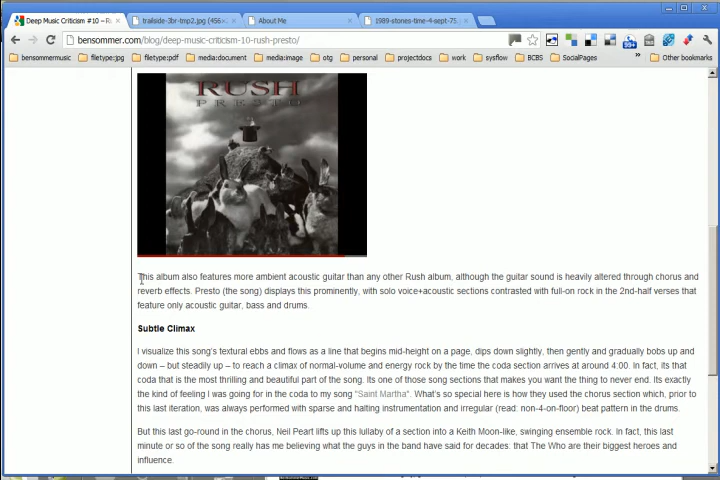 Deep Music Criticism #10 – R
trailside-3br-tmp2.jpg (456×
About Me
1989-stones-time-4-sept-75
bensommer.com/blog/deep-music-criticism-10-rush-presto/
99+
bensommermusic filetype:jpg filetype:pdf media:document media:image otg personal projectdocs work sysflow BCBS SocialPages Other bookmarks
RUSH
PRESTO
This album also features more ambient acoustic guitar than any other Rush album, although the guitar sound is heavily altered through chorus and
reverb effects. Presto (the song) displays this prominently, with solo voice+acoustic sections contrasted with full-on rock in the 2nd-half verses that
feature only acoustic guitar, bass and drums.
Subtle Climax
I visualize this song's textural ebbs and flows as a line that begins mid-height on a page, dips down slightly, then gently and gradually bobs up and
down – but steadily up – to reach a climax of normal-volume and energy rock by the time the coda section arrives at around 4:00. In fact, its that
coda that is the most thrilling and beautiful part of the song. Its one of those song sections that makes you want the thing to never end. Its exactly
the kind of feeling I was going for in the coda to my song "Saint Martha". What's so special here is how they used the chorus section which, prior to
this last iteration, was always performed with sparse and halting instrumentation and irregular (read: non-4-on-floor) beat pattern in the drums.
But this last go-round in the chorus, Neil Peart lifts up this lullaby of a section into a Keith Moon-like, swinging ensemble rock. In fact, this last
minute or so of the song really has me believing what the guys in the band have said for decades: that The Who are their biggest heroes and
influence.